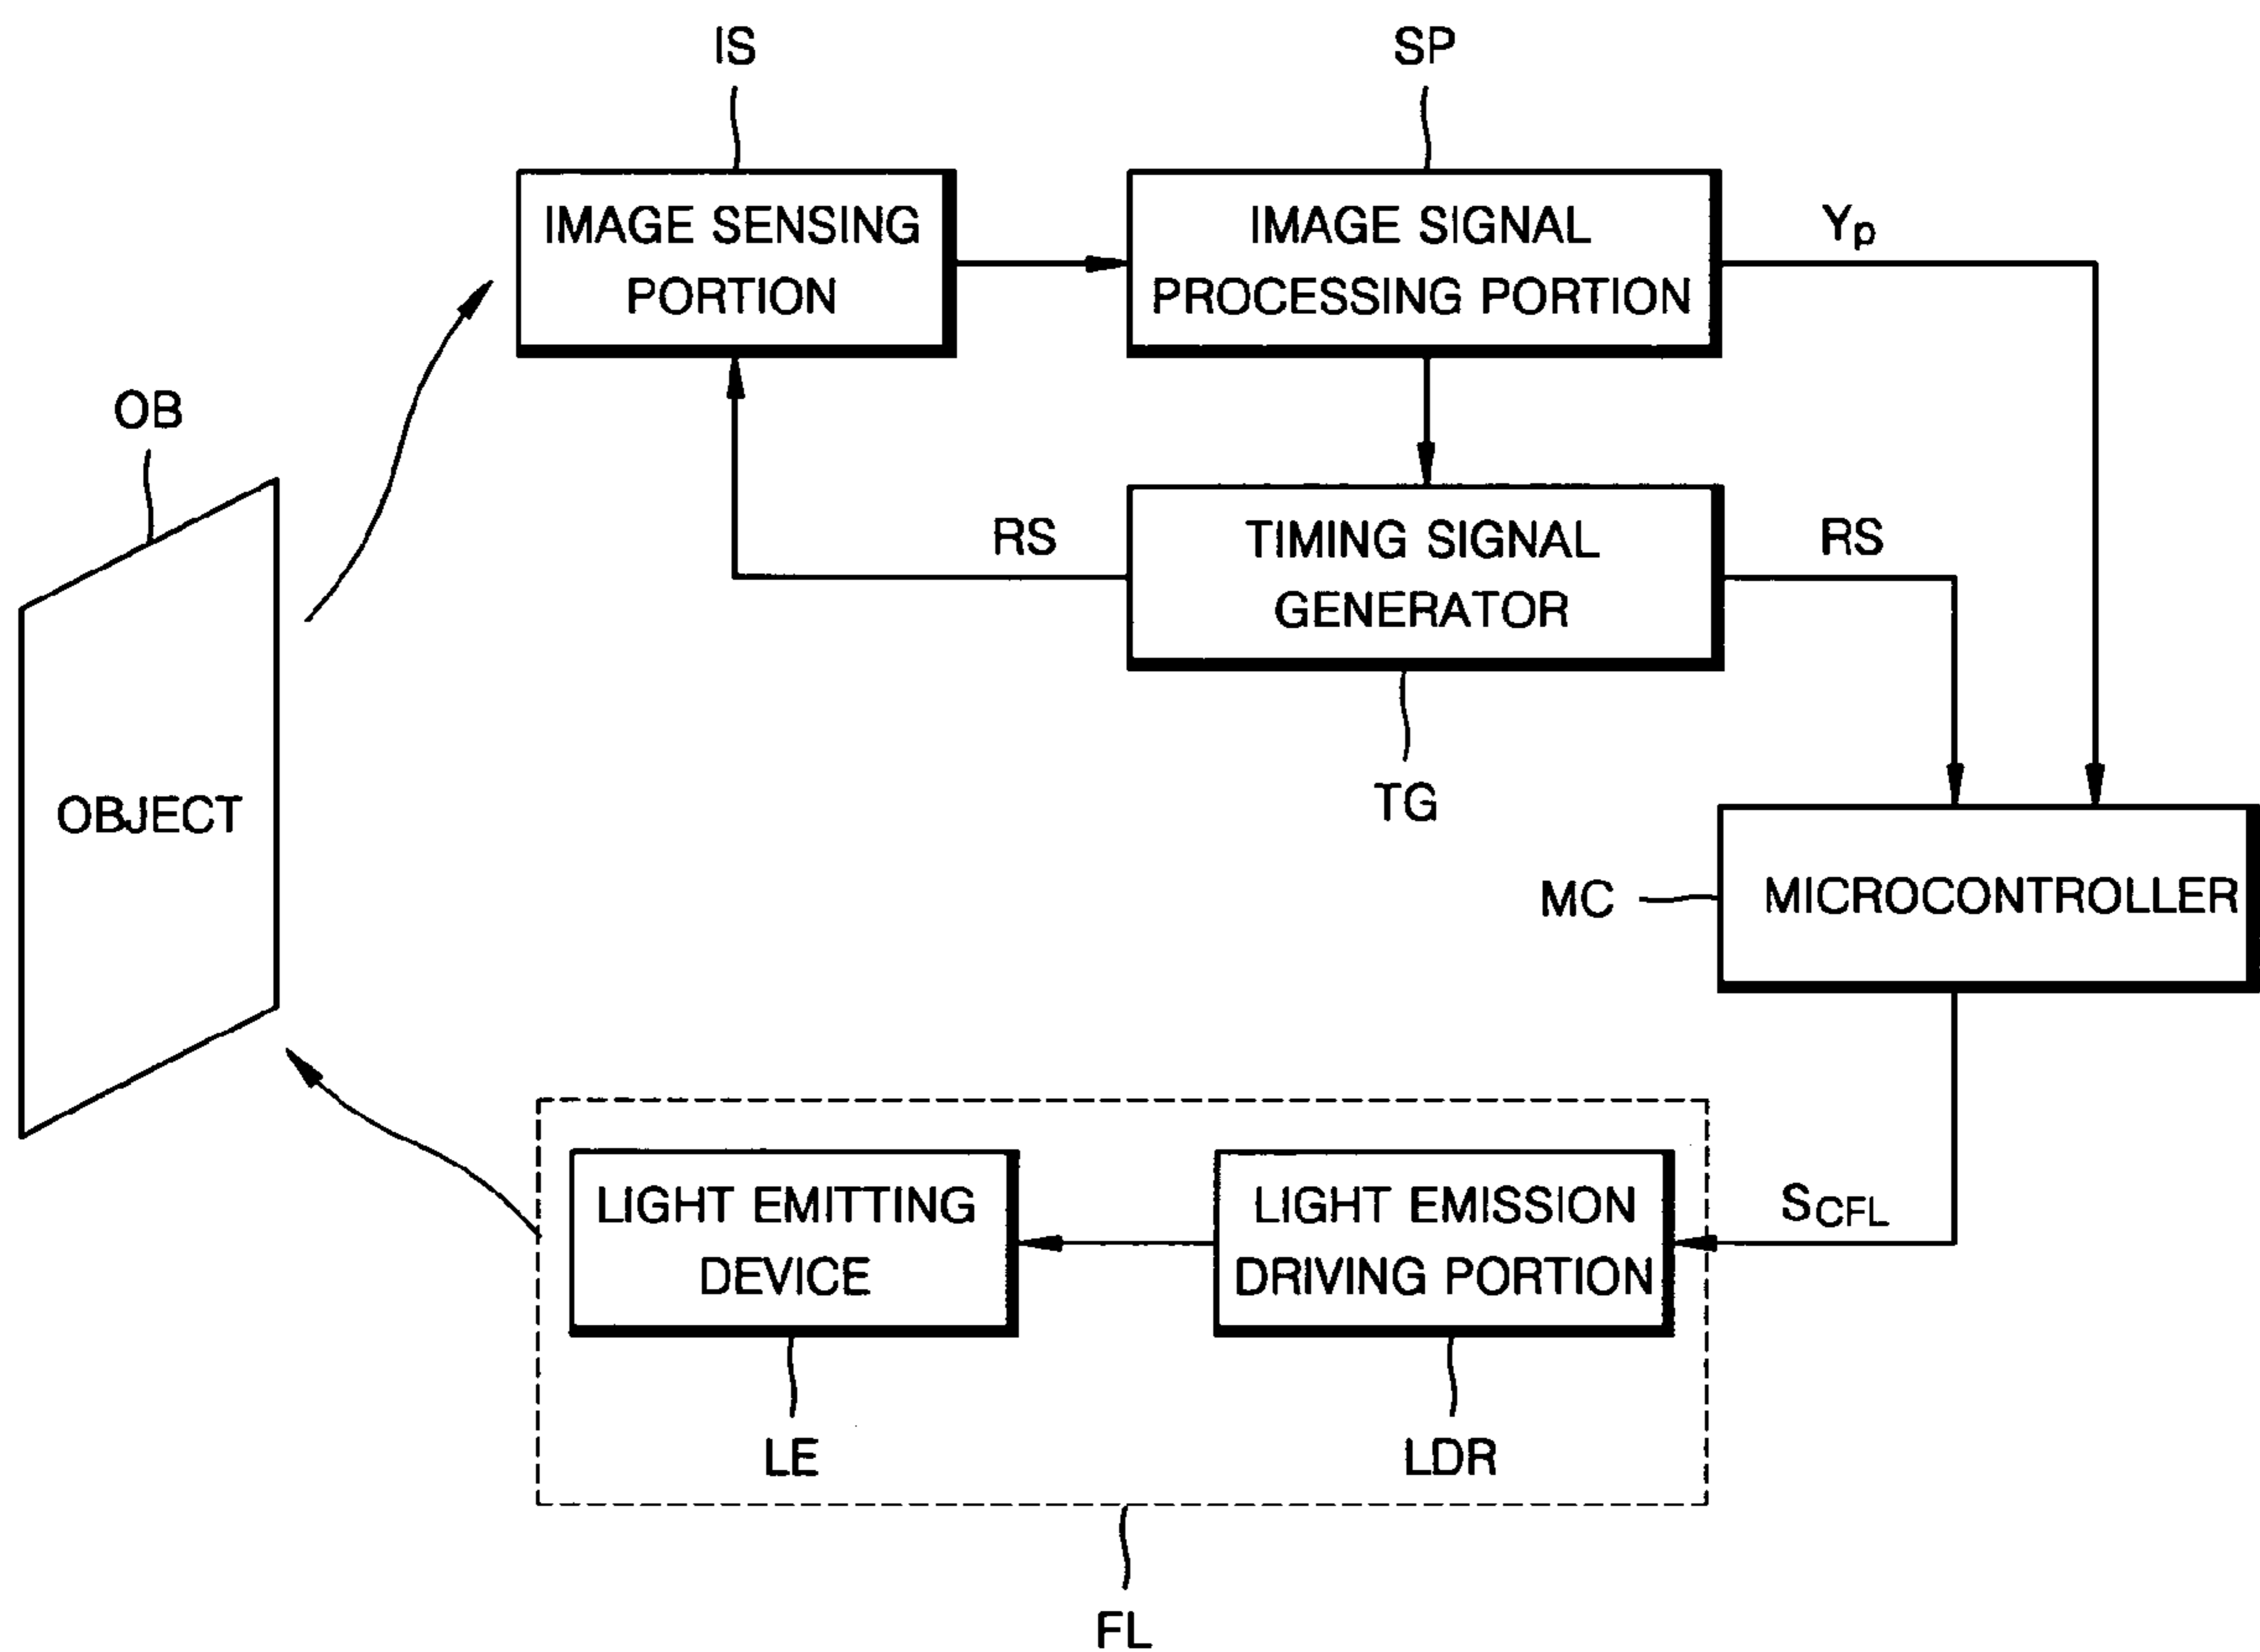 IS
SP
IMAGE SENSING
PORTION
IMAGE SIGNAL
PROCESSING PORTION
Yp
OB
RS
TIMING SIGNAL
GENERATOR
RS
TG
OBJECT
MC
MICROCONTROLLER
LIGHT EMITTING
DEVICE
LIGHT EMISSION
DRIVING PORTION
SCFL
LE
LDR
FL